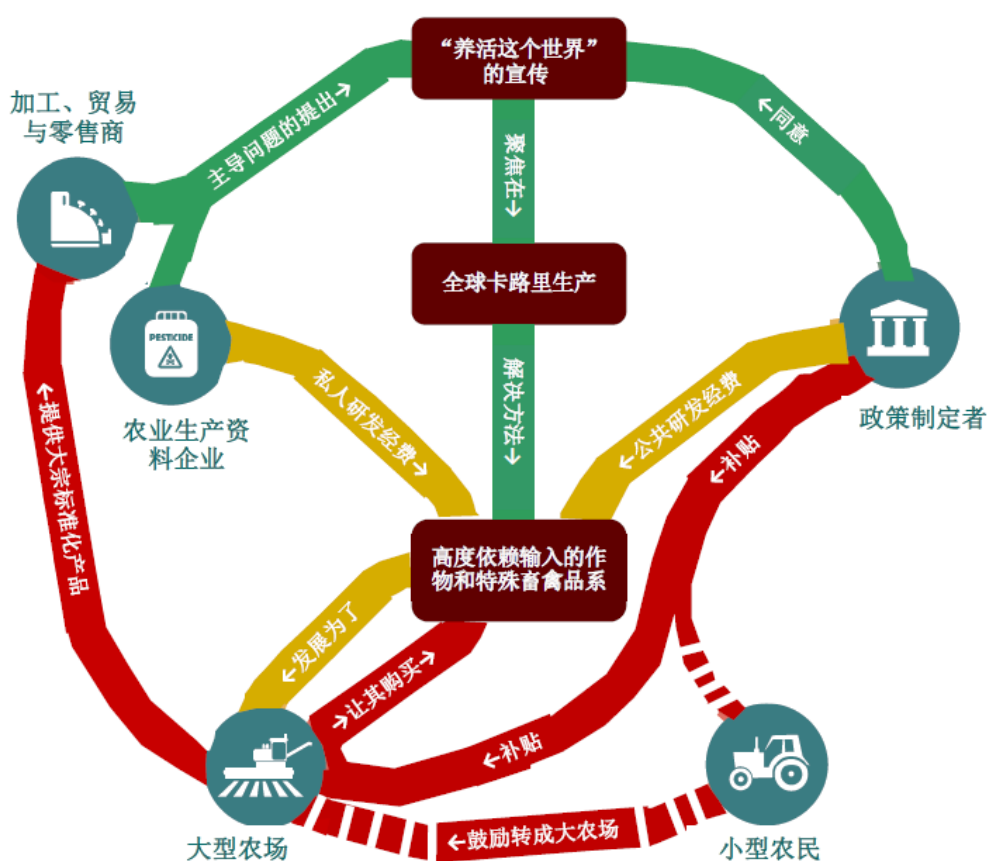 “养活这个世界”
的宣传
加工、贸易
与零售商
主导问题的提出→
←同意
聚焦在→
全球卡路里生产
PESTICIDE
农业生产资
料企业
政策制定者
私人研发经费→
解决方法→
←公共研发经费
←补贴
←提供大宗标准化产品
高度依赖输入的作
物和特殊畜禽品系
←发展为了
→让其购买→
←补贴
←鼓励转成大农场
大型农场
小型农民